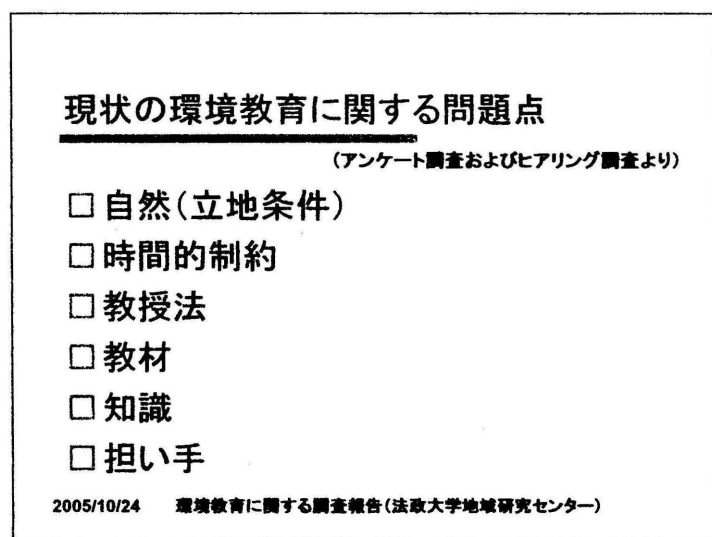 現状の環境教育に関する問題点
(アンケート調査およびヒアリング調査より)
□ 自然(立地条件)
□ 時間的制約
□ 教授法
□ 教材
□ 知識
□ 担い手
2005/10/24 環境教育に関する調査報告(法政大学地域研究センター)